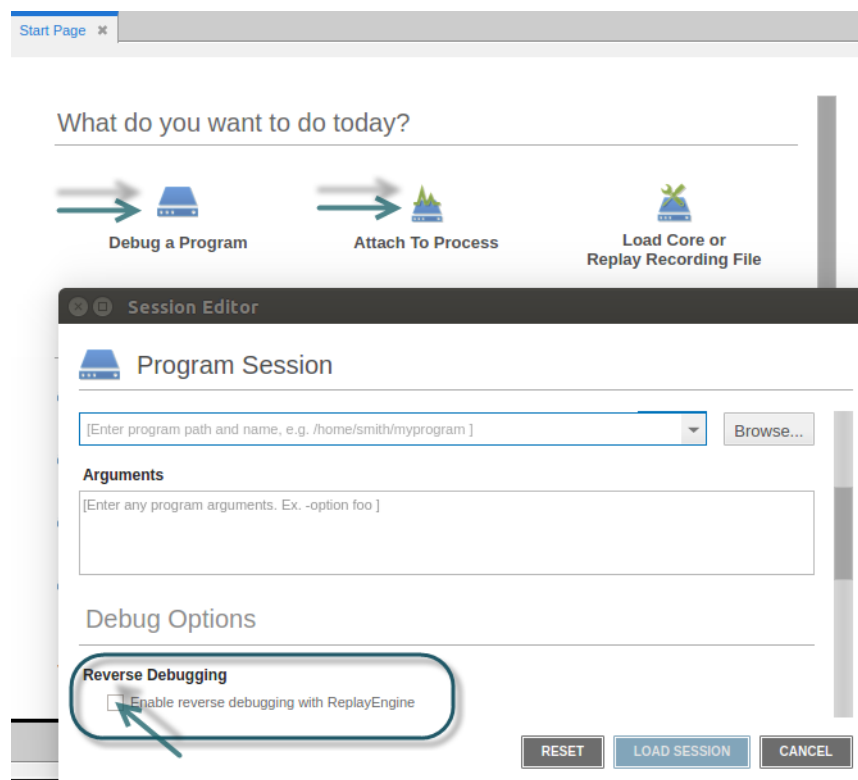 Start Page
What do you want to do today?
Debug a Program
Attach To Process
Load Core or
Replay Recording File
Session Editor
Program Session
[Enter program path and name, e.g. /home/smith/myprogram ]
Browse...
Arguments
[Enter any program arguments. Ex. -option foo ]
Debug Options
Reverse Debugging
Enable reverse debugging with ReplayEngine
RESET
LOAD SESSION
CANCEL